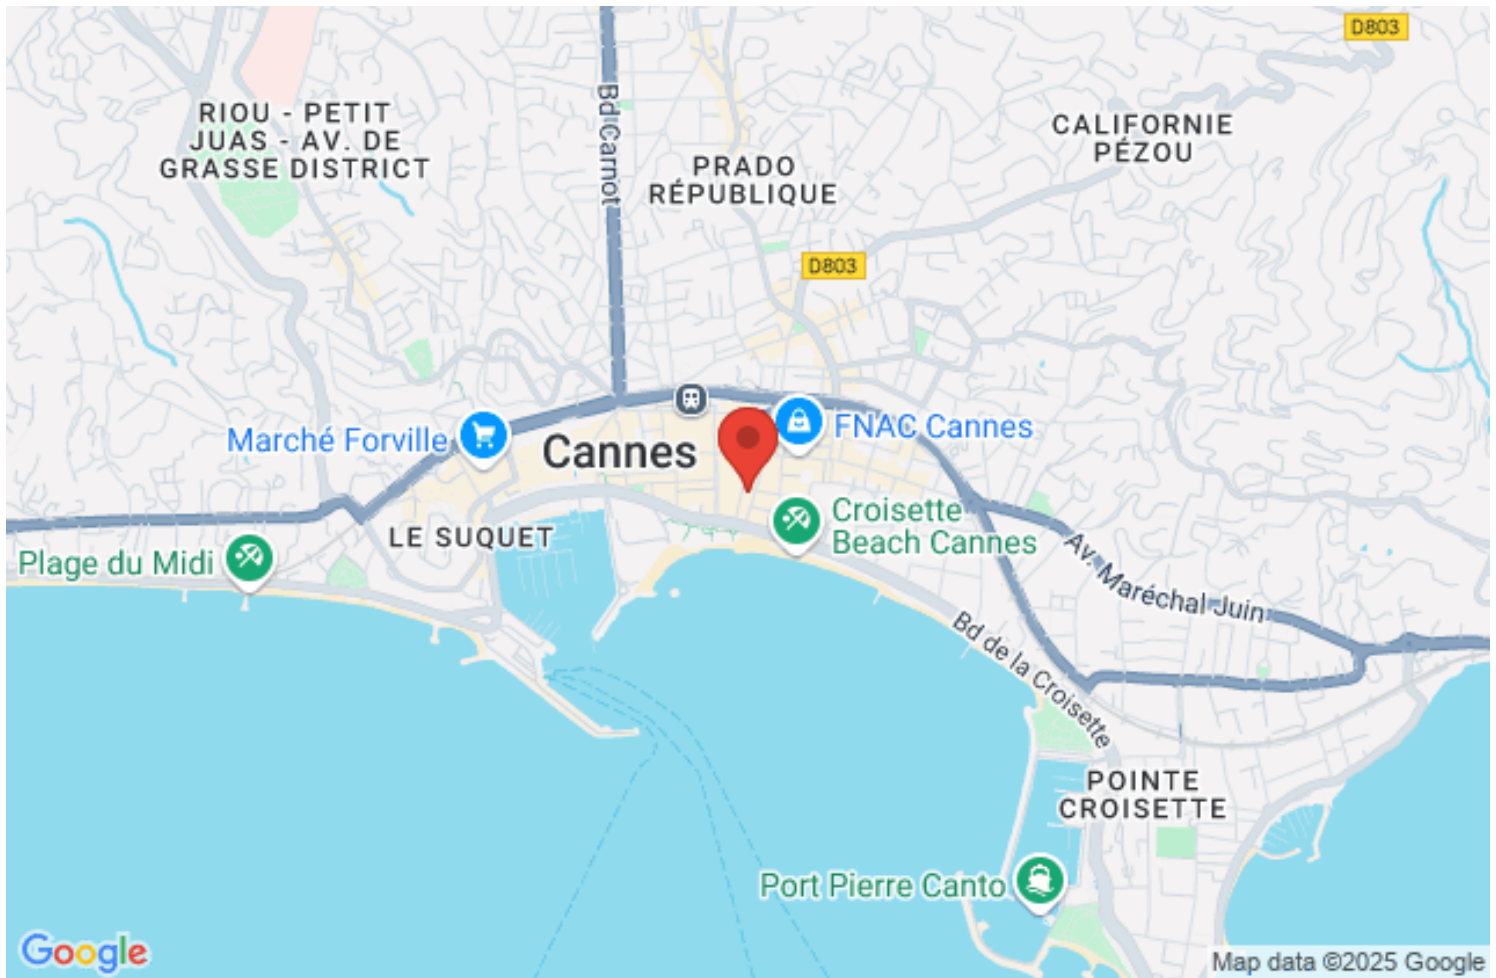 D803
RIOU - PETIT
JUAS - AV. DE
GRASSE DISTRICT
Bd Carnot
CALIFORNIE
PÉZOU
PRADO
RÉPUBLIQUE
D803
Marché Forville
Cannes
FNAC Cannes
LE SUQUET
Croisette
Beach Cannes
Plage du Midi
Av. Maréchal Juin
Bd de la Croisette
POINTE
CROISETTE
Port Pierre Canto
Google
Map data ©2025 Google